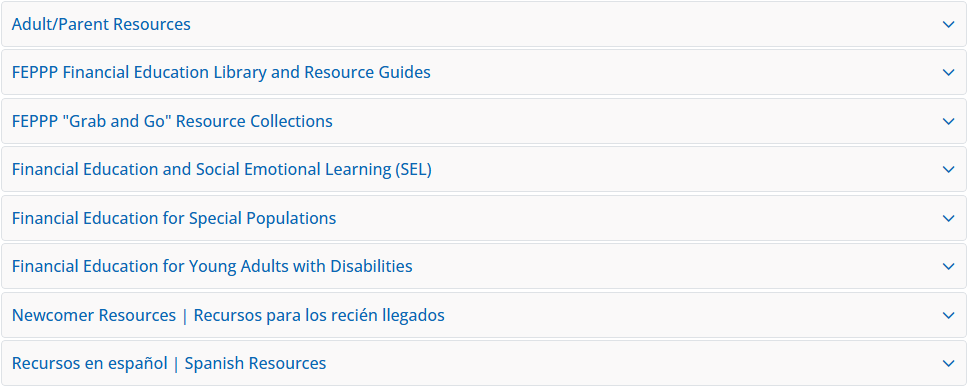 Adult/Parent Resources
FEPPP Financial Education Library and Resource Guides
FEPPP "Grab and Go" Resource Collections
Financial Education and Social Emotional Learning (SEL)
Financial Education for Special Populations
Financial Education for Young Adults with Disabilities
Newcomer Resources | Recursos para los recién llegados
Recursos en español | Spanish Resources